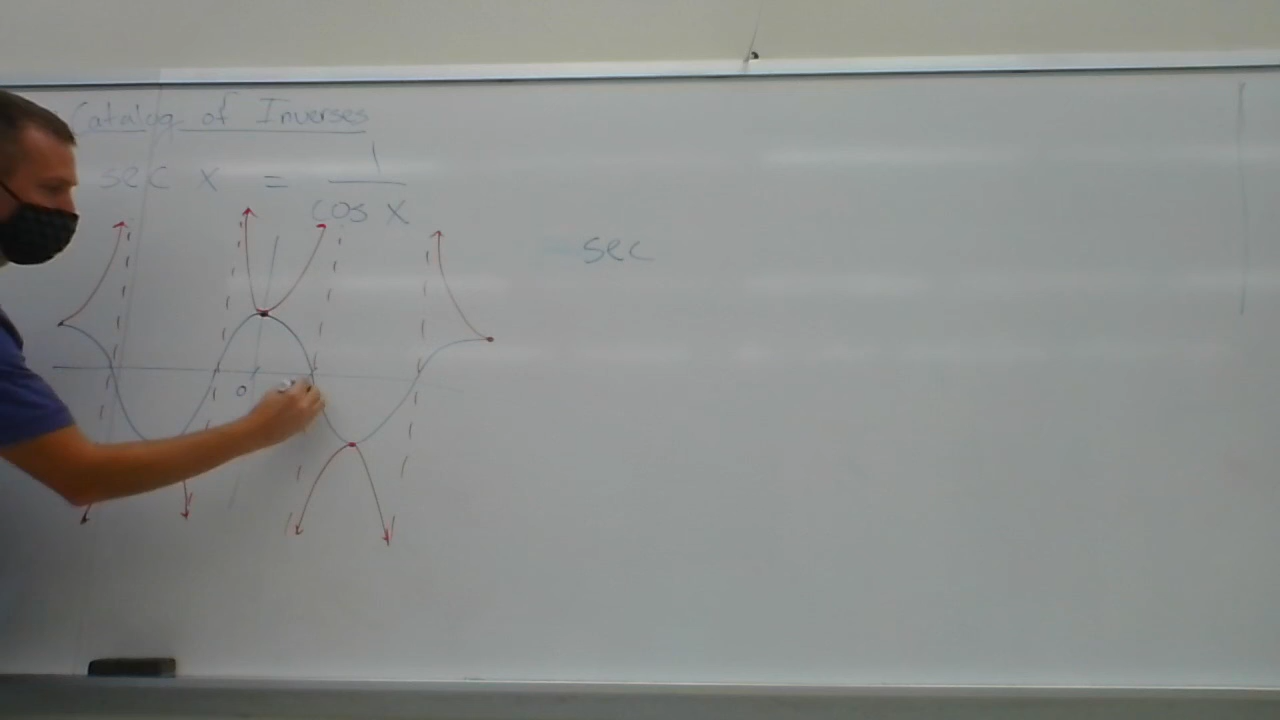 Catalog of Inverses
sec x = 1 / cos x
sec
0